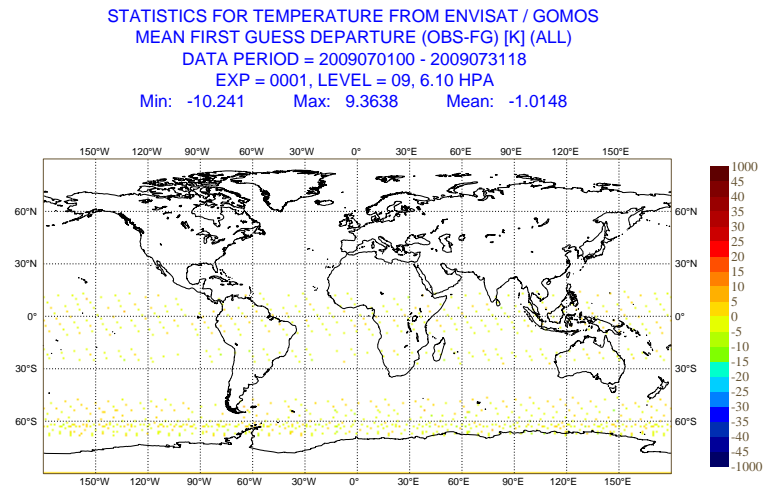 STATISTICS FOR TEMPERATURE FROM ENVISAT / GOMOS
MEAN FIRST GUESS DEPARTURE (OBS-FG) [K] (ALL)
DATA PERIOD = 2009070100 - 2009073118
EXP = 0001, LEVEL = 09, 6.10 HPA
Min: -10.241 Max: 9.3638 Mean: -1.0148
150°W 120°W 90°W 60°W 30°W 0° 30°E 60°E 90°E 120°E 150°E
60°N 60°N
30°N 30°N
0° 0°
30°S 30°S
60°S 60°S
150°W 120°W 90°W 60°W 30°W 0° 30°E 60°E 90°E 120°E 150°E
1000
45
40
35
30
25
20
15
10
5
0
-5
-10
-15
-20
-25
-30
-35
-40
-45
-1000